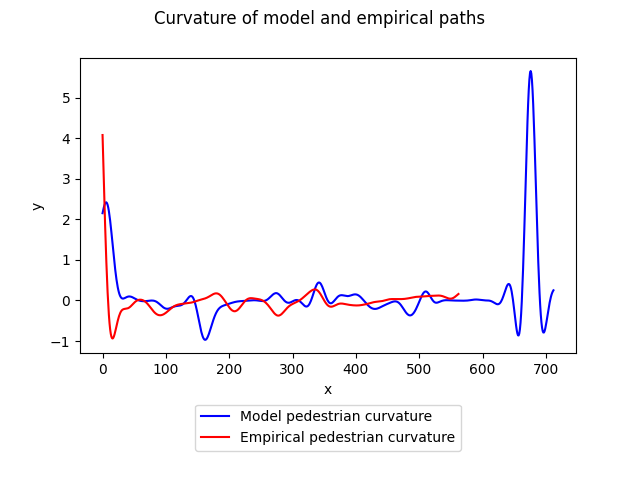 Curvature of model and empirical paths
5
4
3
2
1
0
−1
y
0 100 200 300 400 500 600 700
x
Model pedestrian curvature
Empirical pedestrian curvature